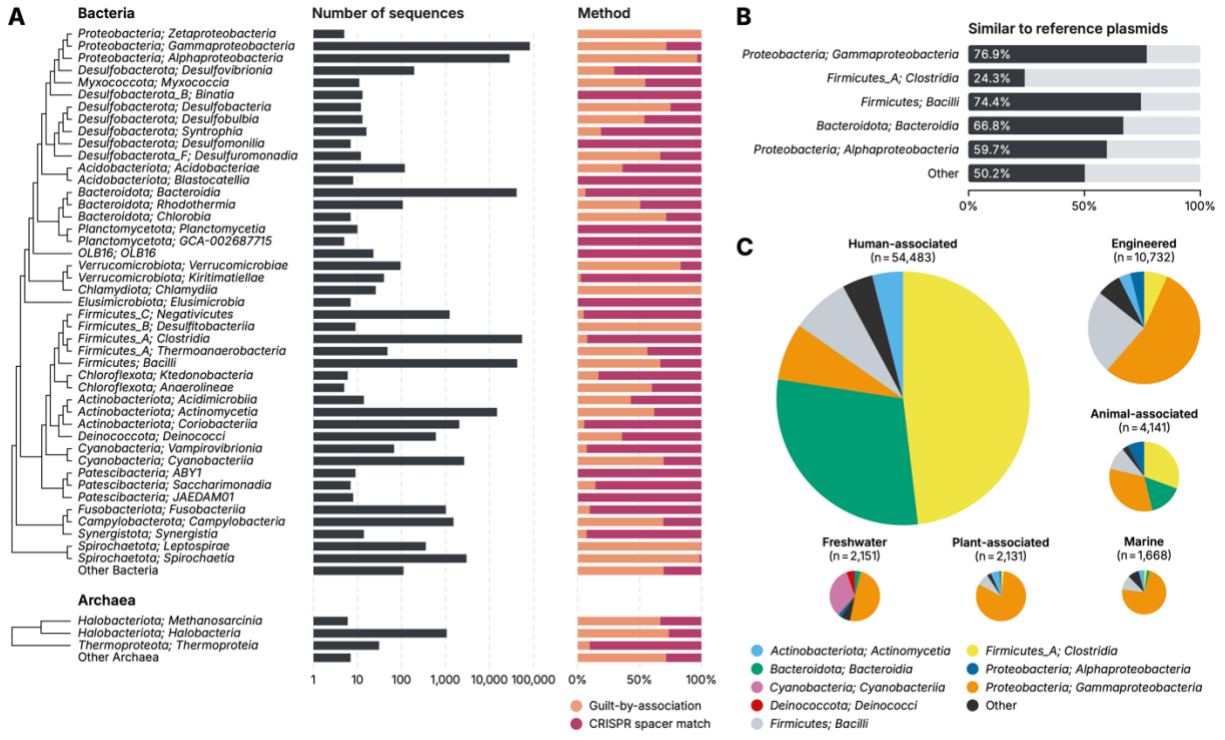 A
Bacteria
Number of sequences
Method
Proteobacteria; Zetaproteobacteria
Proteobacteria; Gammaproteobacteria
Proteobacteria; Alphaproteobacteria
Desulfobacterota; Desulfovibrionia
Myxococcota; Myxococcia
Desulfobacterota_B; Binatia
Desulfobacterota; Desulfobacteria
Desulfobacterota; Desulfobulbia
Desulfobacterota; Syntrophia
Desulfobacterota; Desulfomonilia
Desulfobacterota_F; Desulfuromonadia
Acidobacteriota; Acidobacteriae
Acidobacteriota; Blastocatellia
Bacteroidota; Bacteroidia
Bacteroidota; Rhodothermia
Bacteroidota; Chlorobia
Planctomycetota; Planctomycetia
Planctomycetota; GCA-002687715
OLB16; OLB16
Verrucomicrobiota; Verrucomicrobiae
Verrucomicrobiota; Kiritimatiellae
Chlamydiota; Chlamydiia
Elusimicrobiota; Elusimicrobia
Firmicutes_C; Negativicutes
Firmicutes_B; Desulfitobacteriia
Firmicutes_A; Clostridia
Firmicutes_A; Thermoanaerobacteria
Firmicutes; Bacilli
Chloroflexota; Ktedonobacteria
Chloroflexota; Anaerolineae
Actinobacteriota; Acidimicrobiia
Actinobacteriota; Actinomycetia
Actinobacteriota; Coriobacteriia
Deinococcota; Deinococci
Cyanobacteria; Vampirovibrionia
Cyanobacteria; Cyanobacteriia
Patescibacteria; ABY1
Patescibacteria; Saccharimonadia
Patescibacteria; JAEDAM01
Fusobacteriota; Fusobacteriia
Campylobacterota; Campylobacteria
Synergistota; Synergistia
Spirochaetota; Leptospirae
Spirochaetota; Spirochaetia
Other Bacteria
Archaea
Halobacteriota; Methanosarcinia
Halobacteriota; Halobacteria
Thermoproteota; Thermoproteia
Other Archaea
1 10 100 1,000 10,000 100,000
0% 50% 100%
Guilt-by-association
CRISPR spacer match
B
Similar to reference plasmids
Proteobacteria; Gammaproteobacteria 76.9%
Firmicutes_A; Clostridia 24.3%
Firmicutes; Bacilli 74.4%
Bacteroidota; Bacteroidia 66.8%
Proteobacteria; Alphaproteobacteria 59.7%
Other 50.2%
0% 50% 100%
C
Human-associated
(n = 54,483)
Engineered
(n = 10,732)
Animal-associated
(n = 4,141)
Freshwater
(n = 2,151)
Plant-associated
(n = 2,131)
Marine
(n = 1,668)
Actinobacteriota; Actinomycetia
Bacteroidota; Bacteroidia
Cyanobacteria; Cyanobacteriia
Deinococcota; Deinococci
Firmicutes; Bacilli
Firmicutes_A; Clostridia
Proteobacteria; Alphaproteobacteria
Proteobacteria; Gammaproteobacteria
Other